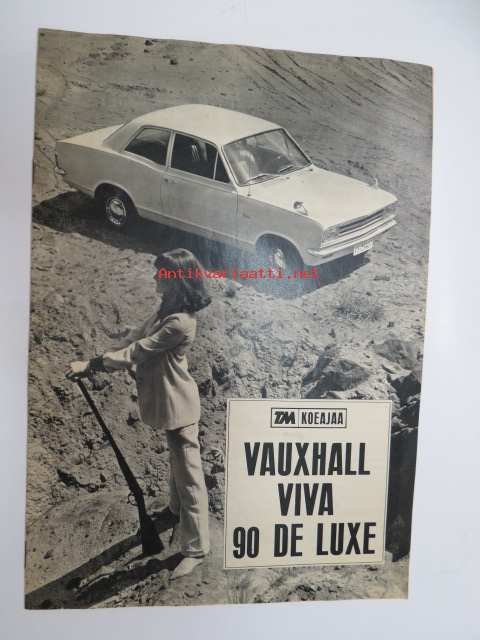 Antikvariaatti.net
TM KOEAJAA
VAUXHALL
VIVA
90 DE LUXE